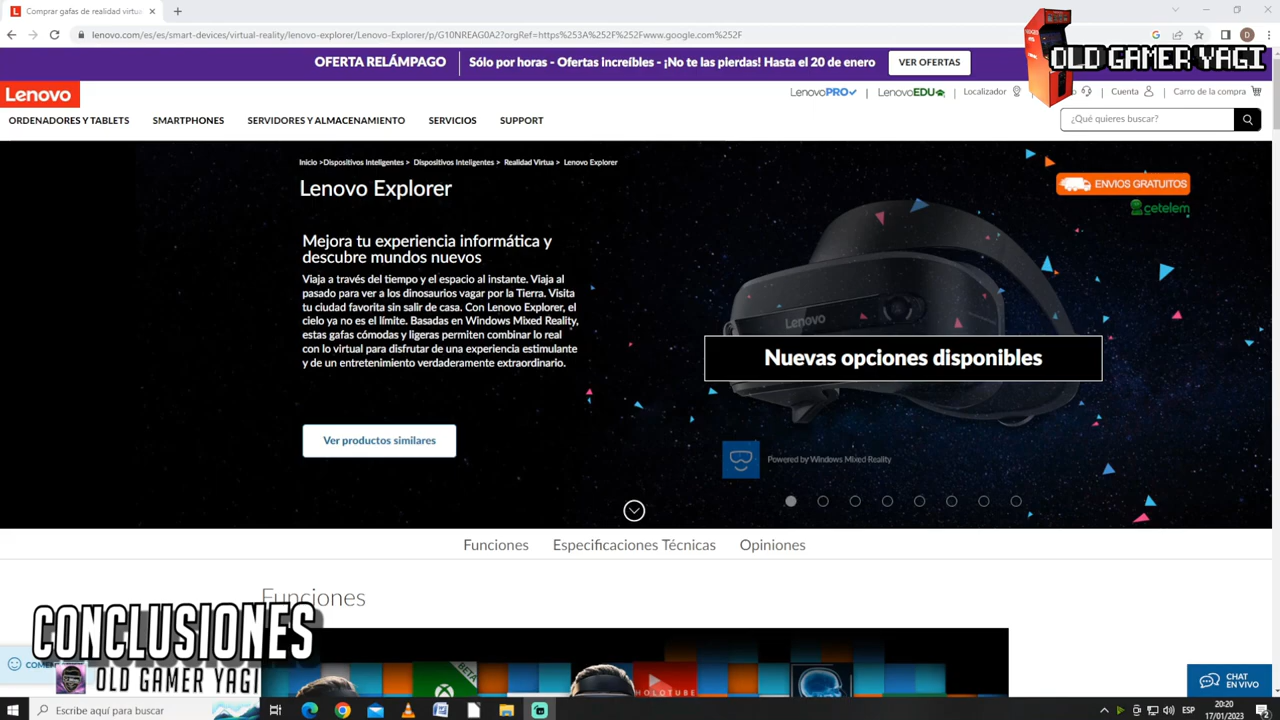 Comprar gafas de realidad virtu
lenovo.com/es/es/smart-devices/virtual-reality/lenovo-explorer/Lenovo-Explorer/p/G10NREAG0A2?orgRef=https%253A%252F%252Fwww.google.com%252F
D
OLD GAMER YAGI
OFERTA RELÁMPAGO
Sólo por horas - Ofertas increíbles - ¡No te las pierdas! Hasta el 20 de enero
VER OFERTAS
Lenovo
LenovoPRO
LenovoEDU
Localizador
Cuenta
Carro de la compra
ORDENADORES Y TABLETS
SMARTPHONES
SERVIDORES Y ALMACENAMIENTO
SERVICIOS
SUPPORT
¿Qué quieres buscar?
Inicio >Dispositivos Inteligentes > Dispositivos Inteligentes > Realidad Virtua > Lenovo Explorer
Lenovo Explorer
ENVIOS GRATUITOS
cetelem
Mejora tu experiencia informática y
descubre mundos nuevos
Viaja a través del tiempo y el espacio al instante. Viaja al
pasado para ver a los dinosaurios vagar por la Tierra. Visita
tu ciudad favorita sin salir de casa. Con Lenovo Explorer, el
cielo ya no es el límite. Basadas en Windows Mixed Reality,
estas gafas cómodas y ligeras permiten combinar lo real
con lo virtual para disfrutar de una experiencia estimulante
y de un entretenimiento verdaderamente extraordinario.
Lenovo
Nuevas opciones disponibles
Ver productos similares
Powered by Windows Mixed Reality
Funciones
Especificaciones Técnicas
Opiniones
Funciones
CONCLUSIONES
OLD GAMER YAGI
BETA
HOLOTUBE
CHAT
EN VIVO
Escribe aquí para buscar
ESP
20:20
17/01/2023
2